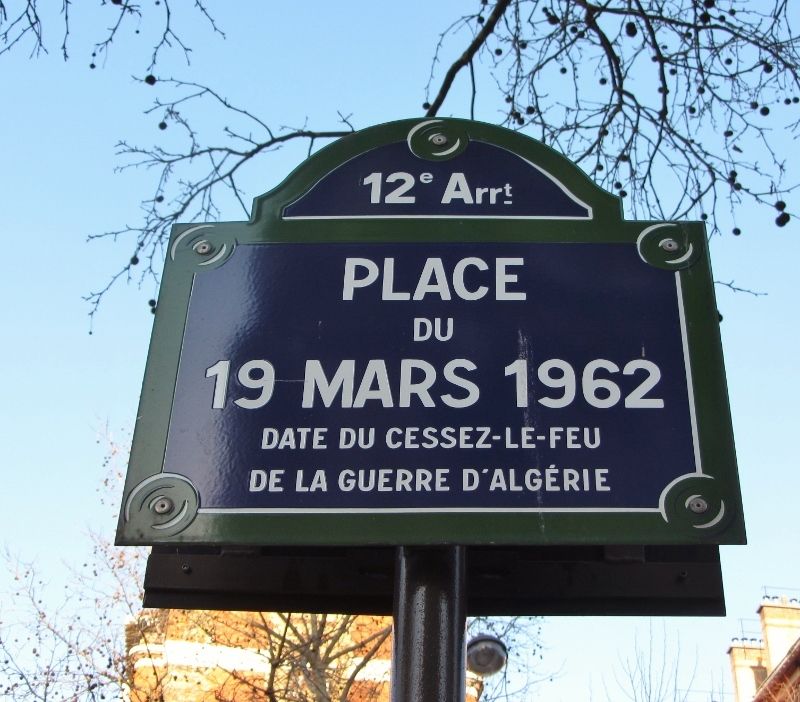 12e Arrt
PLACE
DU
19 MARS 1962
DATE DU CESSEZ-LE-FEU
DE LA GUERRE D'ALGÉRIE